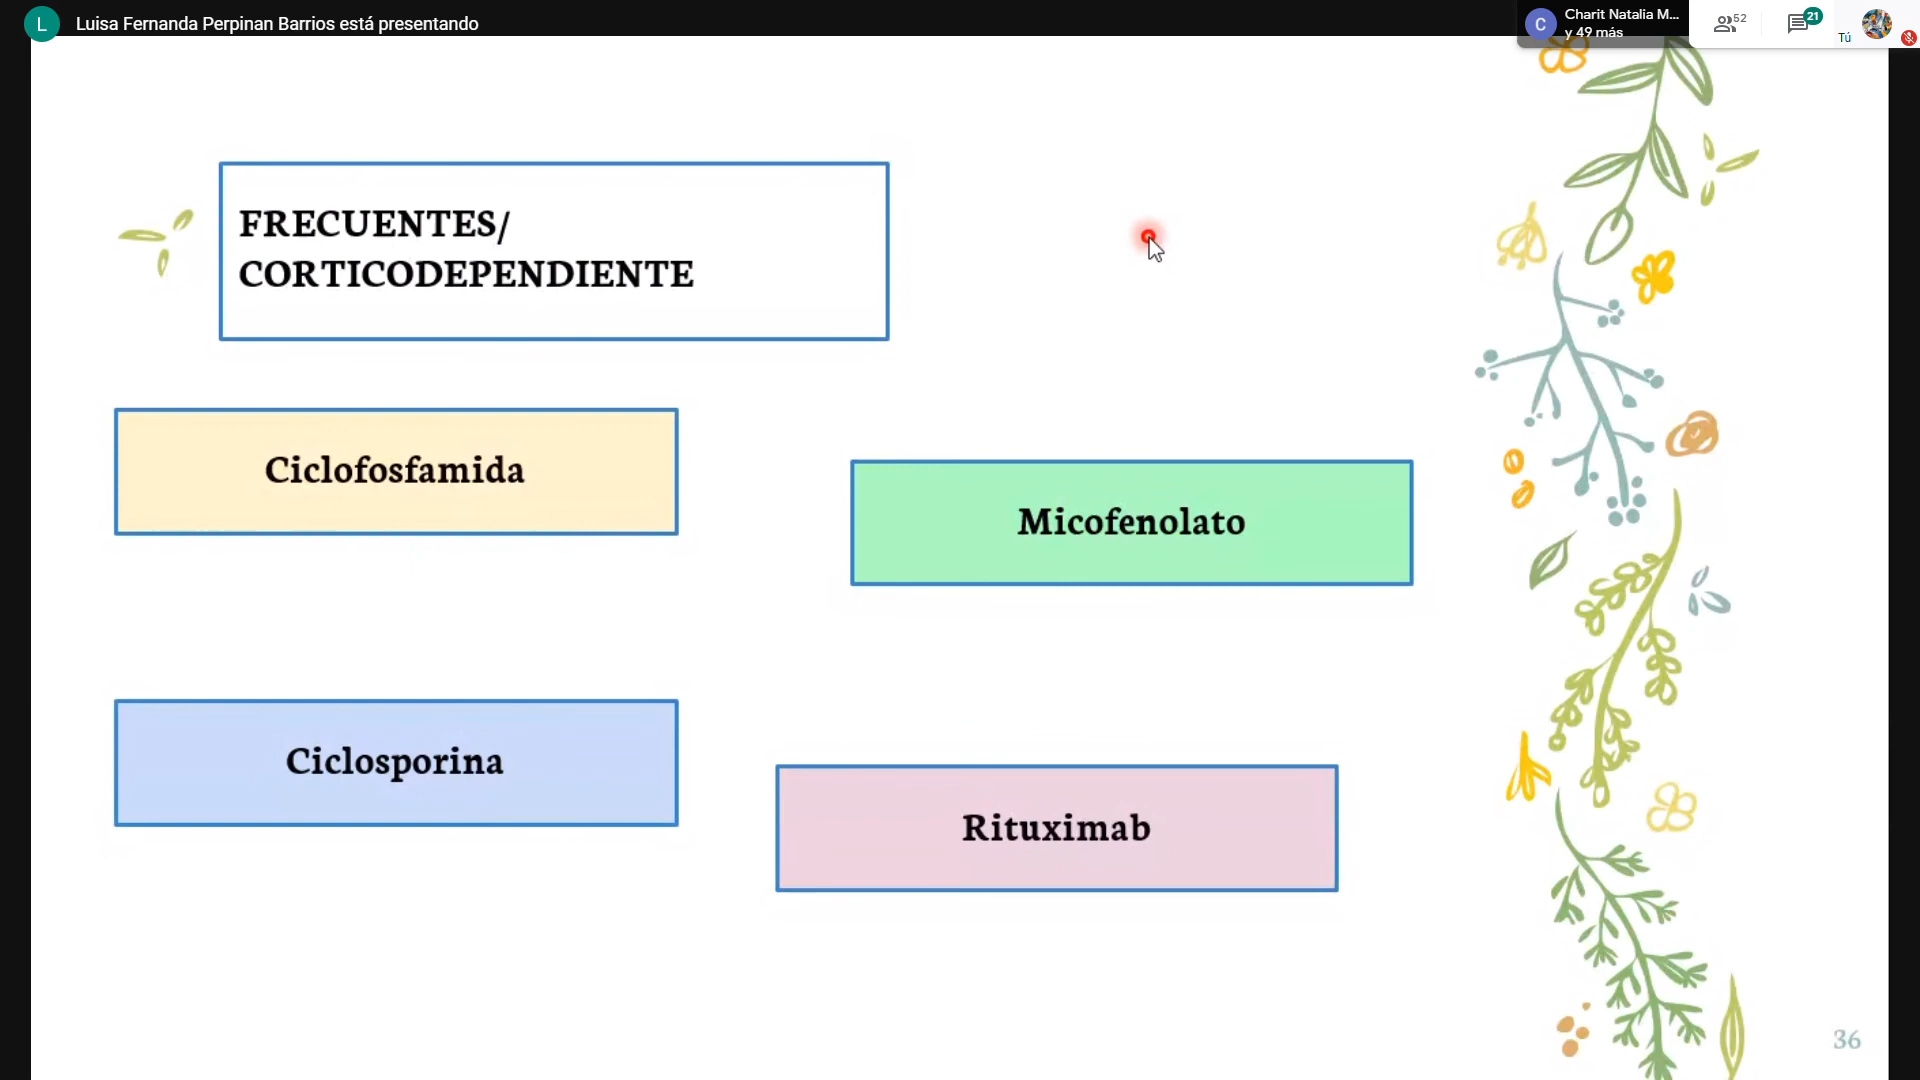 L
Luisa Fernanda Perpinan Barrios está presentando
C
Charit Natalia M...
y 49 más
52
21
Tú
FRECUENTES/
CORTICODEPENDIENTE
Ciclofosfamida
Micofenolato
Ciclosporina
Rituximab
36